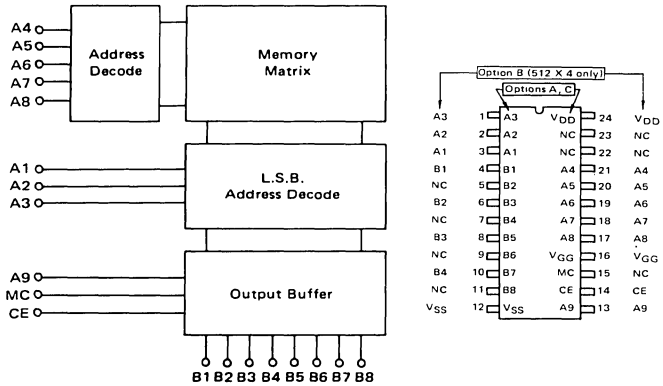 A4
A5
A6
A7
A8
Address
Decode
Memory
Matrix
A1
A2
A3
L.S.B.
Address Decode
A9
MC
CE
Output Buffer
B1 B2 B3 B4 B5 B6 B7 B8
Option B (512 X 4 only)
Options A, C
A3 1 A3 VDD 24 VDD
A2 2 A2 NC 23 NC
A1 3 A1 NC 22 NC
B1 4 B1 A4 21 A4
NC 5 B2 A5 20 A5
B2 6 B3 A6 19 A6
NC 7 B4 A7 18 A7
B3 8 B5 A8 17 A8
NC 9 B6 VGG 16 VGG
B4 10 B7 MC 15 NC
NC 11 B8 CE 14 CE
VSS 12 VSS A9 13 A9